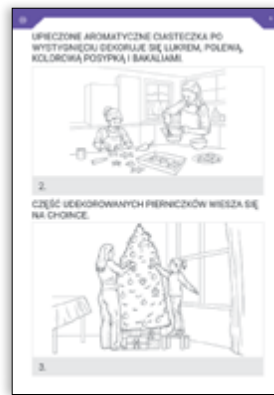 UPIECZONE AROMATYCZNE CIASTECZKA PO
WYSTYGNIĘCIU DEKORUJE SIĘ LUKREM, POLEWĄ,
KOLOROWĄ POSYPKĄ I BAKALIAMI.
2.
CZĘŚĆ UDEKOROWANYCH PIERNICZKÓW WIESZA SIĘ
NA CHOINCE.
3.